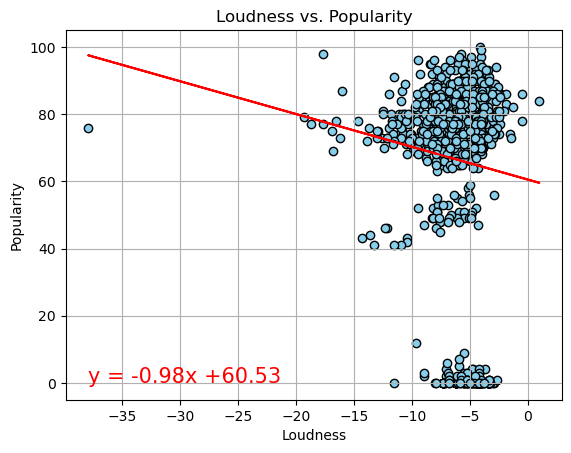 Loudness vs. Popularity
Popularity
100
80
60
40
20
0
y = -0.98x +60.53
−35 −30 −25 −20 −15 −10 −5 0
Loudness